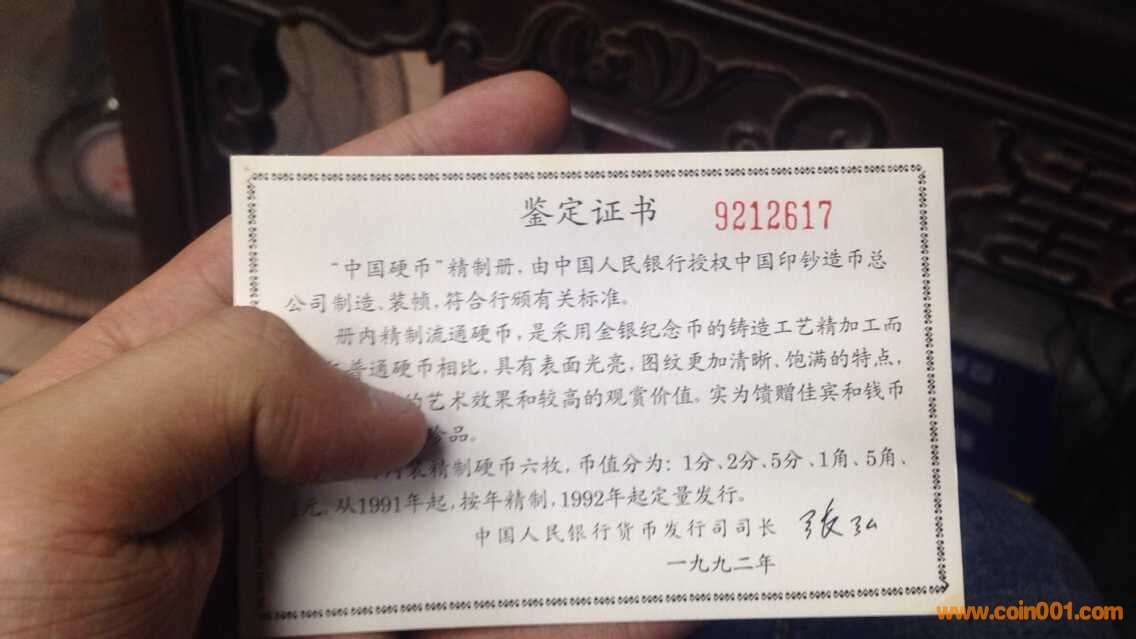 鉴定证书 9212617
“中国硬币”精制册，由中国人民银行授权中国印钞造币总
公司制造、装帧，符合行颁有关标准。
册内精制流通硬币，是采用金银纪念币的铸造工艺精加工而
普通硬币相比，具有表面光亮，图纹更加清晰、饱满的特点，
的艺术效果和较高的观赏价值。实为馈赠佳宾和钱币
珍品。
精制硬币六枚，币值分为：1分、2分、5分、1角、5角、
1元。从1991年起，按年精制，1992年起定量发行。
中国人民银行货币发行司司长 张弘
一九九二年
www.coin001.com